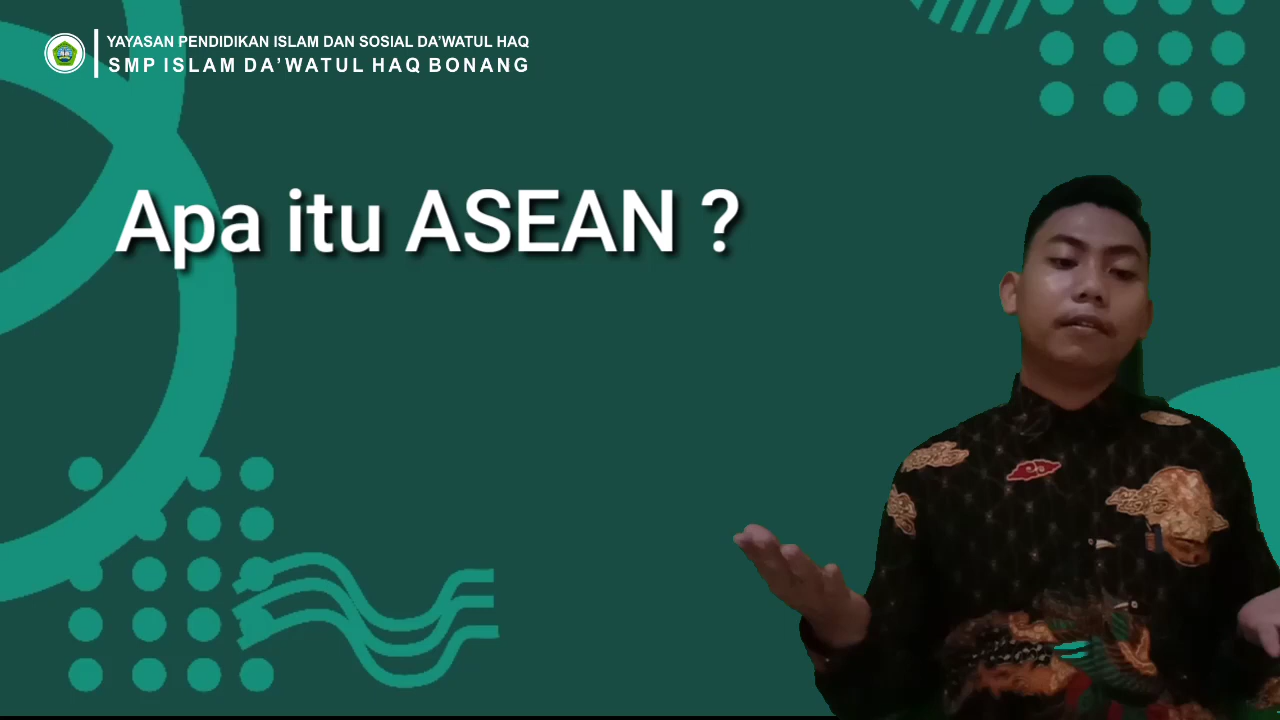 YAYASAN PENDIDIKAN ISLAM DAN SOSIAL DA'WATUL HAQ
SMP ISLAM DA'WATUL HAQ BONANG
Apa itu ASEAN ?